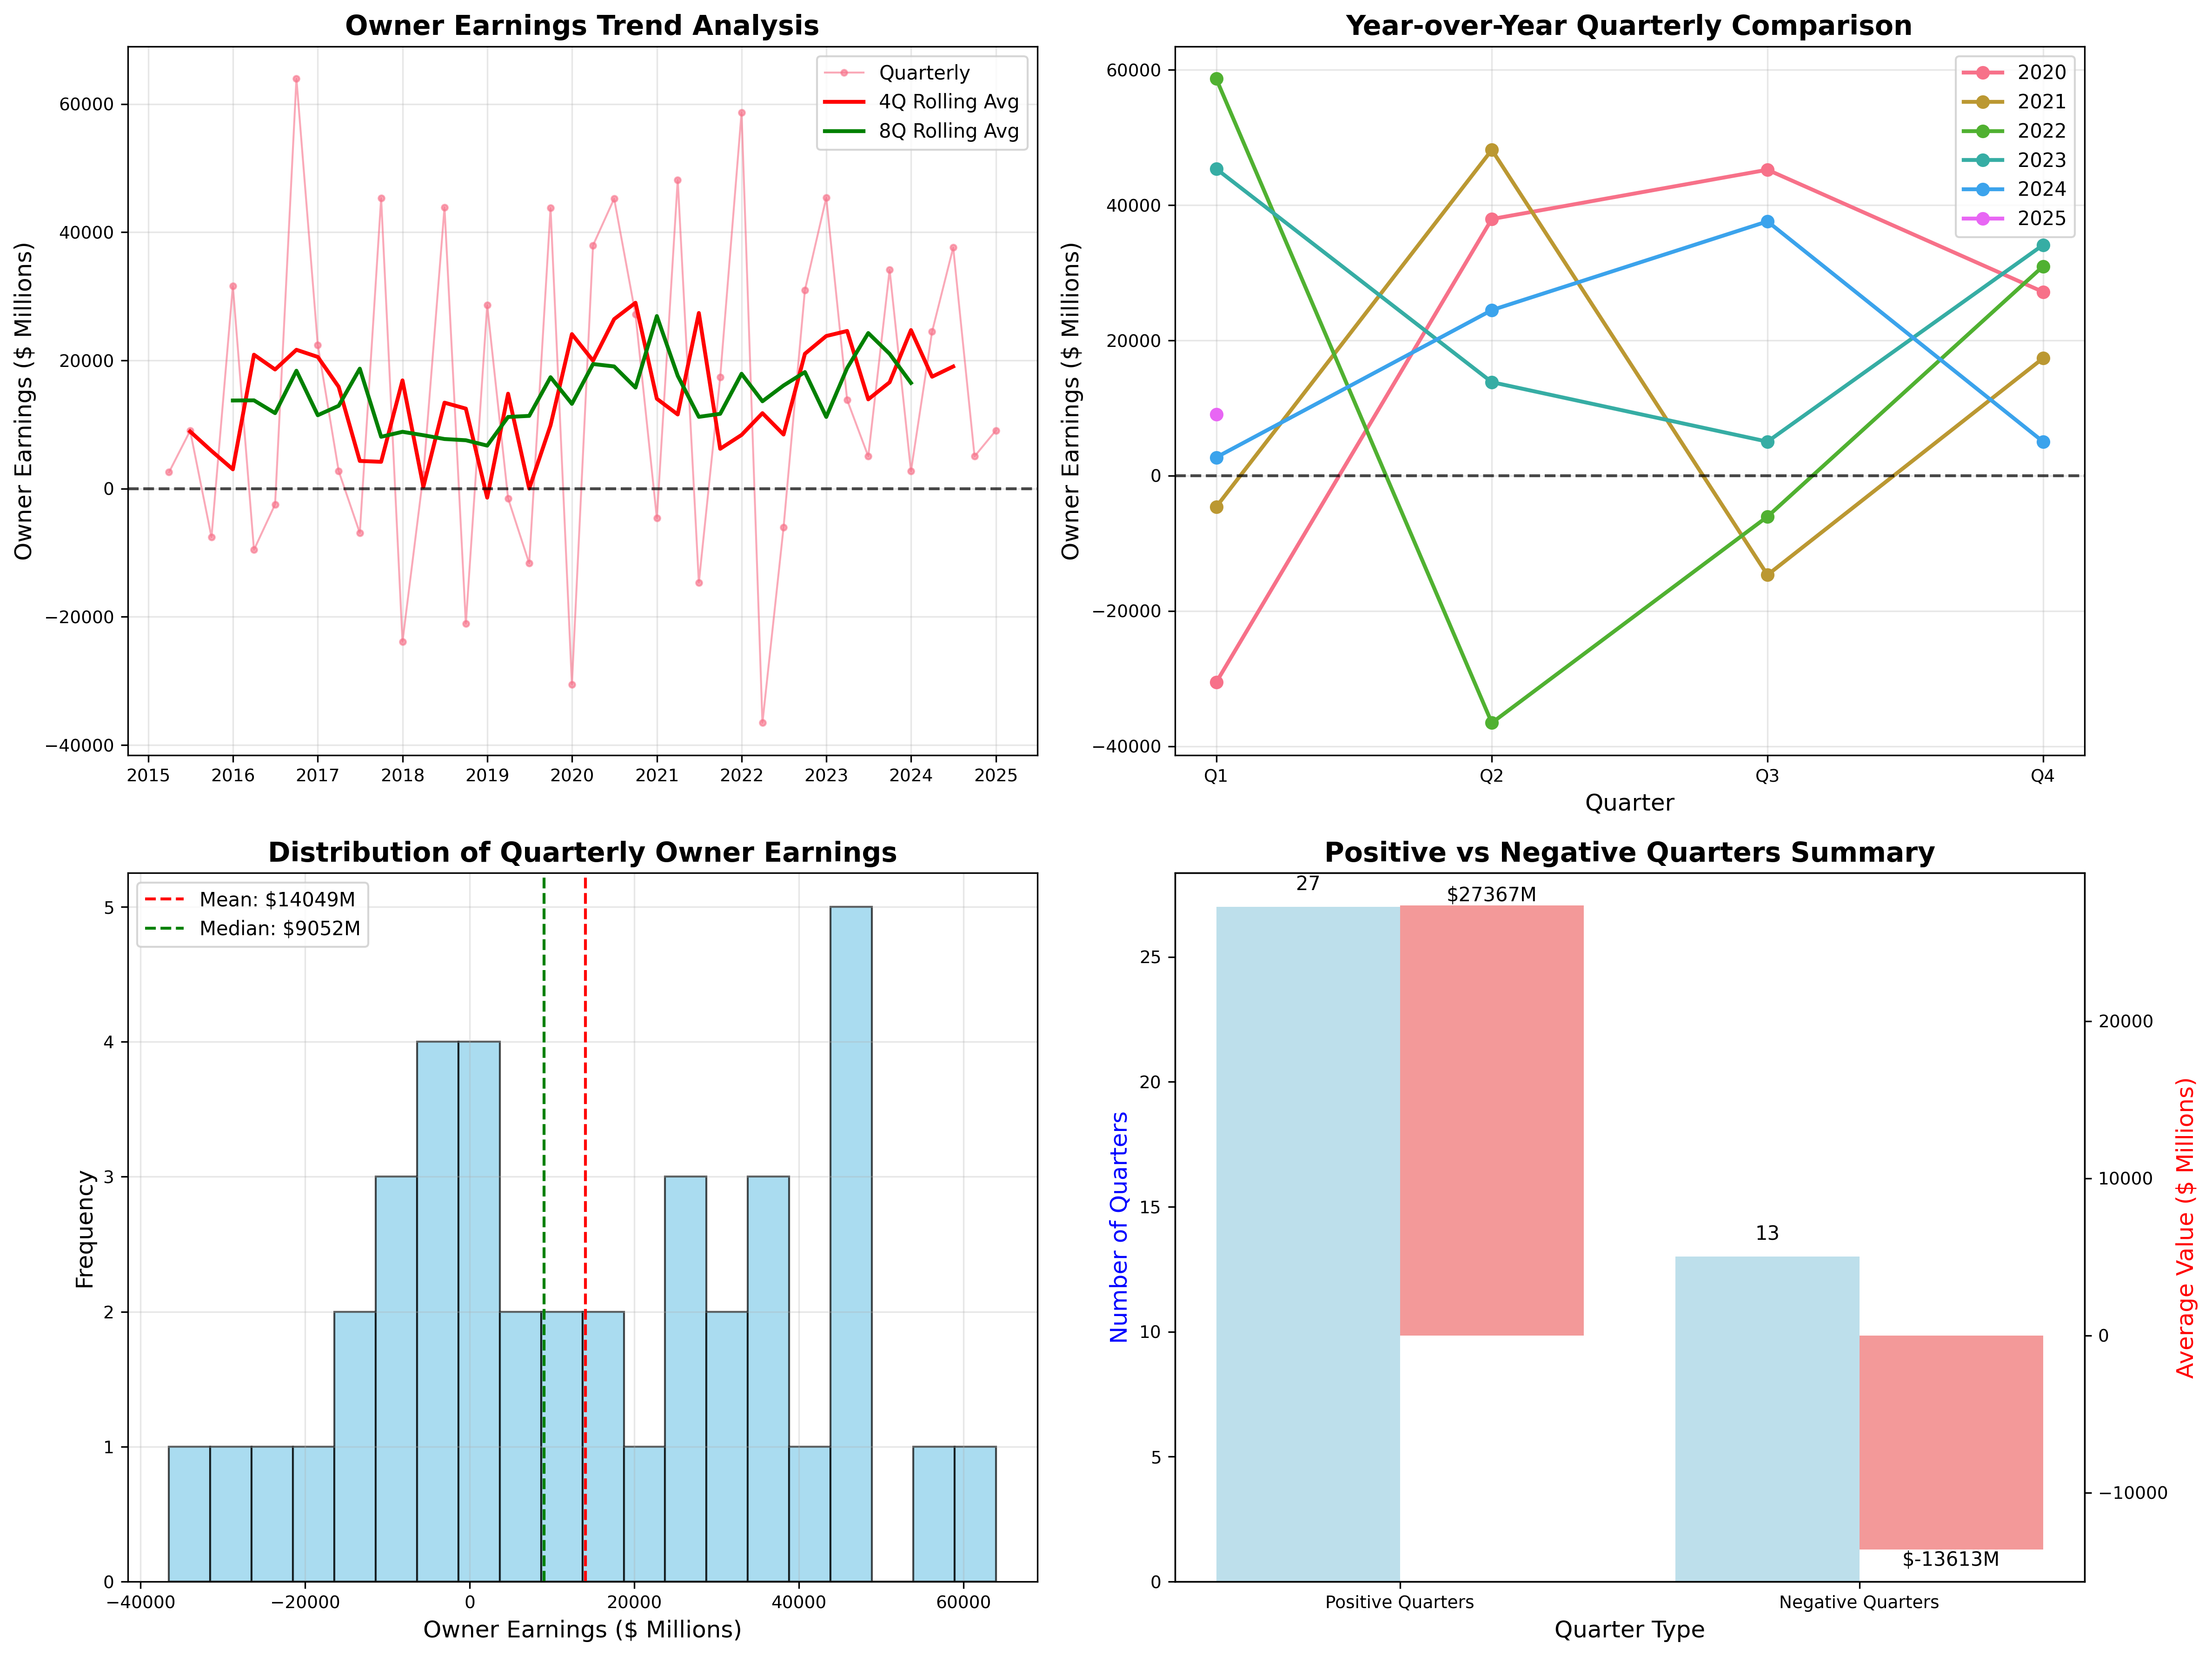 Owner Earnings Trend Analysis
Owner Earnings ($ Millions)
60000
40000
20000
0
−20000
−40000
2015 2016 2017 2018 2019 2020 2021 2022 2023 2024 2025
Quarterly
4Q Rolling Avg
8Q Rolling Avg
Year-over-Year Quarterly Comparison
Owner Earnings ($ Millions)
60000
40000
20000
0
−20000
−40000
Q1 Q2 Q3 Q4
Quarter
2020
2021
2022
2023
2024
2025
Distribution of Quarterly Owner Earnings
Mean: $14049M
Median: $9052M
Frequency
5
4
3
2
1
0
−40000 −20000 0 20000 40000 60000
Owner Earnings ($ Millions)
Positive vs Negative Quarters Summary
27
$27367M
13
$-13613M
Number of Quarters
25
20
15
10
5
0
20000
10000
0
−10000
Average Value ($ Millions)
Positive Quarters Negative Quarters
Quarter Type